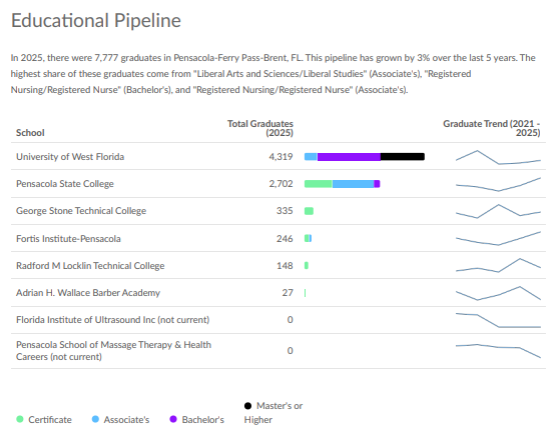 Educational Pipeline
In 2025, there were 7,777 graduates in Pensacola-Ferry Pass-Brent, FL. This pipeline has grown by 3% over the last 5 years. The
highest share of these graduates come from "Liberal Arts and Sciences/Liberal Studies" (Associate's), "Registered
Nursing/Registered Nurse" (Bachelor's), and "Registered Nursing/Registered Nurse" (Associate's).
School Total Graduates (2025) Graduate Trend (2021 - 2025)
University of West Florida 4,319
Pensacola State College 2,702
George Stone Technical College 335
Fortis Institute-Pensacola 246
Radford M Locklin Technical College 148
Adrian H. Wallace Barber Academy 27
Florida Institute of Ultrasound Inc (not current) 0
Pensacola School of Massage Therapy & Health
Careers (not current) 0
Certificate Associate's Bachelor's Master's or Higher